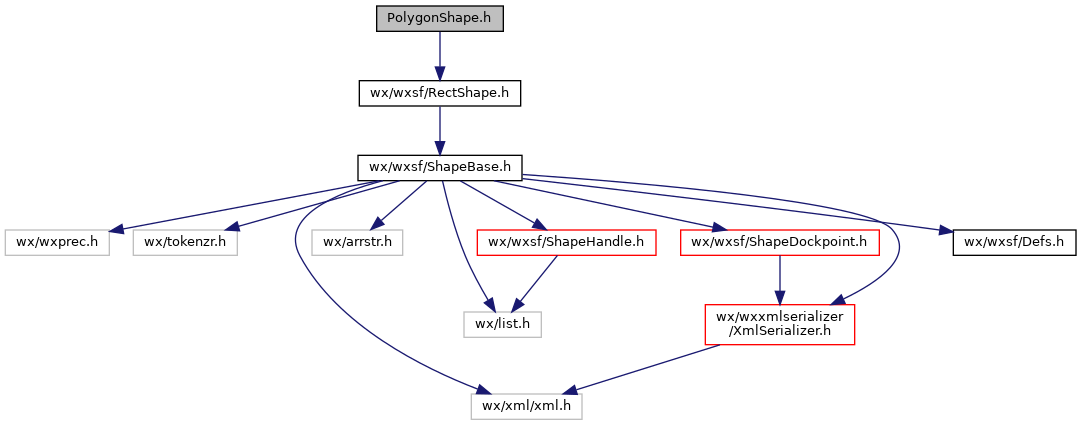 PolygonShape.h
wx/wxsf/RectShape.h
wx/wxsf/ShapeBase.h
wx/wxprec.h
wx/tokenzr.h
wx/arrstr.h
wx/wxsf/ShapeHandle.h
wx/wxsf/ShapeDockpoint.h
wx/wxsf/Defs.h
wx/list.h
wx/wxxmlserializer
/XmlSerializer.h
wx/xml/xml.h